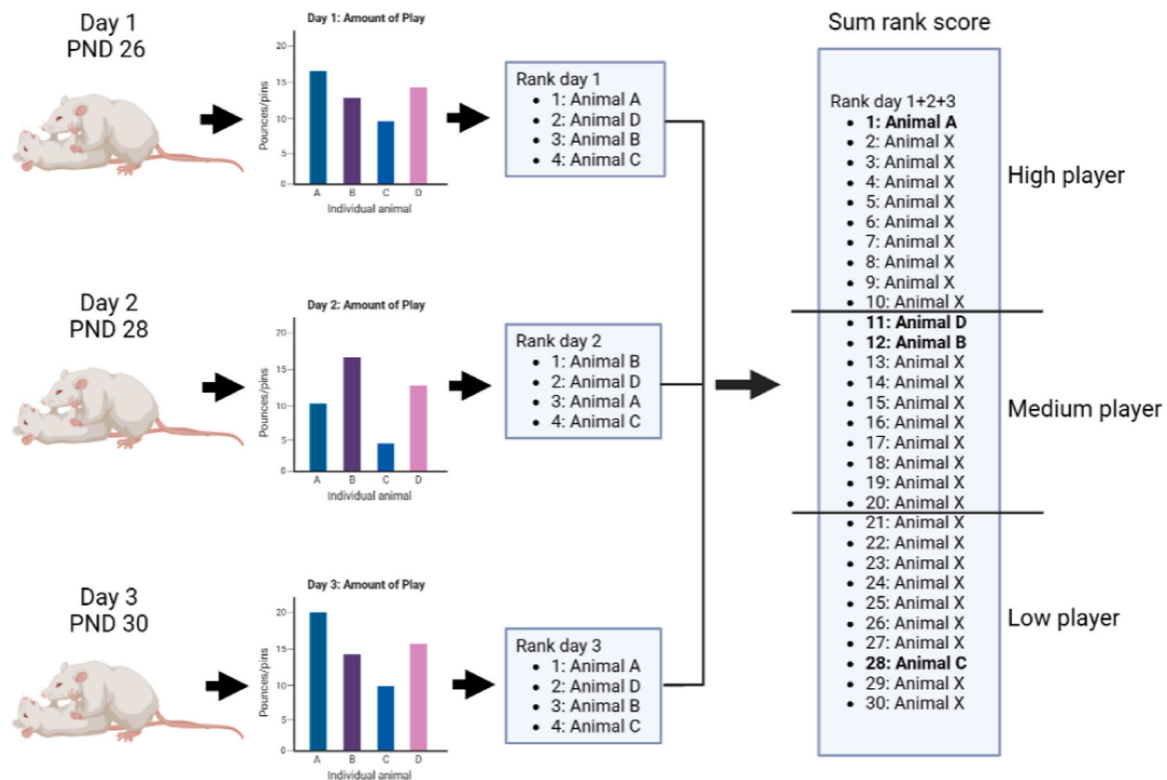 Day 1
PND 26
Day 1: Amount of Play
Pounces/pins
20
15
10
5
0
A B C D
Individual animal
Rank day 1
• 1: Animal A
• 2: Animal D
• 3: Animal B
• 4: Animal C
Day 2
PND 28
Day 2: Amount of Play
Pounces/pins
20
15
10
5
0
A B C D
Individual animal
Rank day 2
• 1: Animal B
• 2: Animal D
• 3: Animal A
• 4: Animal C
Day 3
PND 30
Day 3: Amount of Play
Pounces/pins
20
15
10
5
0
A B C D
Individual animal
Rank day 3
• 1: Animal A
• 2: Animal D
• 3: Animal B
• 4: Animal C
Sum rank score
Rank day 1+2+3
• 1: Animal A
• 2: Animal X
• 3: Animal X
• 4: Animal X
• 5: Animal X
• 6: Animal X
• 7: Animal X
• 8: Animal X
• 9: Animal X
• 10: Animal X
• 11: Animal D
• 12: Animal B
• 13: Animal X
• 14: Animal X
• 15: Animal X
• 16: Animal X
• 17: Animal X
• 18: Animal X
• 19: Animal X
• 20: Animal X
• 21: Animal X
• 22: Animal X
• 23: Animal X
• 24: Animal X
• 25: Animal X
• 26: Animal X
• 27: Animal X
• 28: Animal C
• 29: Animal X
• 30: Animal X
High player
Medium player
Low player